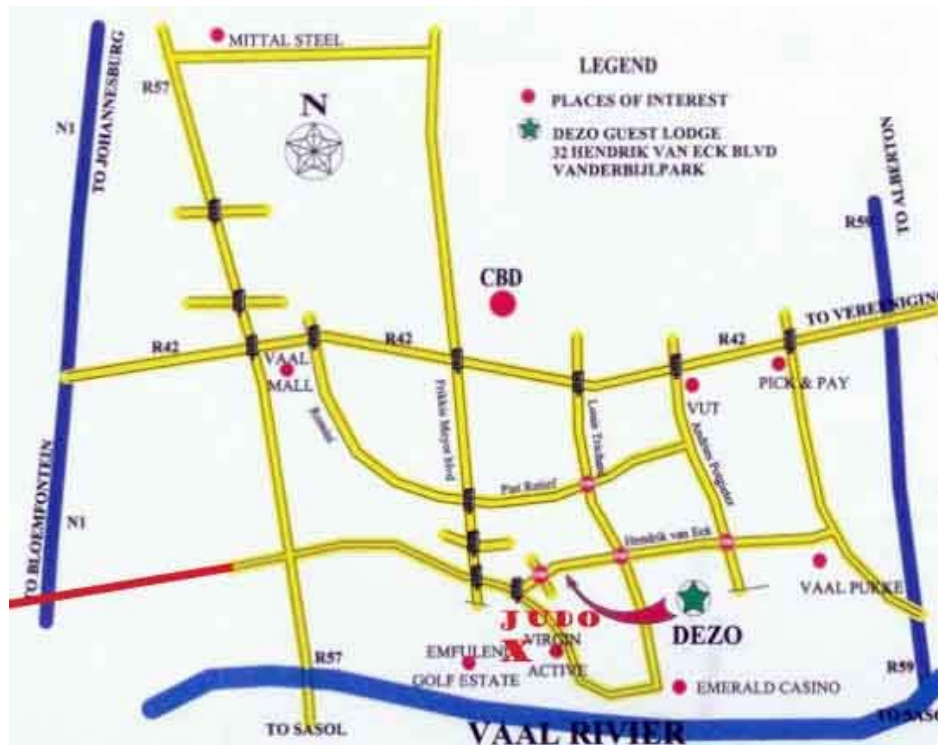 MITTAL STEEL
R57
N1
TO JOHANNESBURG
N
LEGEND
PLACES OF INTEREST
DEZO GUEST LODGE
32 HENDRIK VAN ECK BLVD
VANDERBIJLPARK
TO ALBERTON
R59
CBD
TO VEREENIGING
R42
R42
R42
VAAL
MALL
PICK & PAY
VUT
Frikkie Meyer blvd
Louis Trichard
Andries Potgieter
Piet Retief
Hendrik van Eck
N1
TO BLOEMFONTEIN
VAAL PUKKE
JUDO
X
DEZO
EMFULENI
GOLF ESTATE
VIRGIN
ACTIVE
EMERALD CASINO
R57
R59
TO SASOL
TO SASOL
VAAL RIVIER